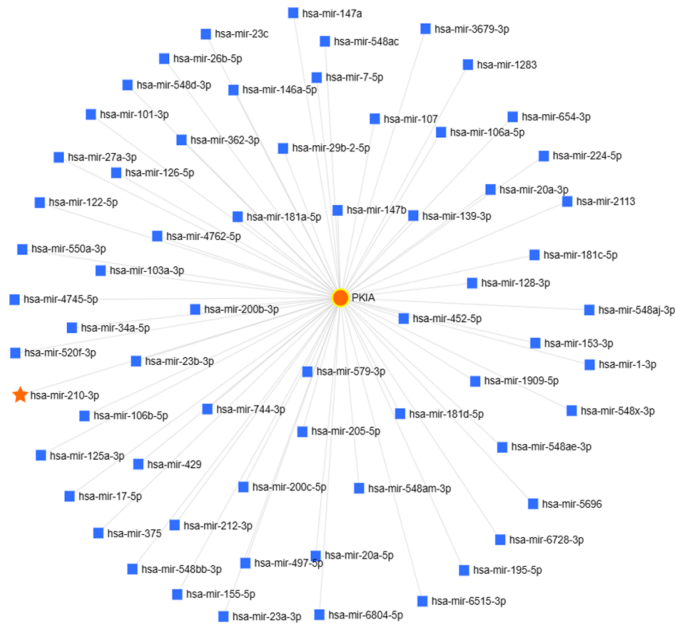 hsa-mir-147a
hsa-mir-23c
hsa-mir-3679-3p
hsa-mir-548ac
hsa-mir-26b-5p
hsa-mir-1283
hsa-mir-7-5p
hsa-mir-548d-3p
hsa-mir-146a-5p
hsa-mir-101-3p
hsa-mir-107
hsa-mir-654-3p
hsa-mir-106a-5p
hsa-mir-362-3p
hsa-mir-29b-2-5p
hsa-mir-27a-3p
hsa-mir-224-5p
hsa-mir-126-5p
hsa-mir-20a-3p
hsa-mir-122-5p
hsa-mir-2113
hsa-mir-181a-5p
hsa-mir-147b
hsa-mir-139-3p
hsa-mir-4762-5p
hsa-mir-550a-3p
hsa-mir-181c-5p
hsa-mir-103a-3p
hsa-mir-128-3p
hsa-mir-4745-5p
PKIA
hsa-mir-200b-3p
hsa-mir-548aj-3p
hsa-mir-452-5p
hsa-mir-34a-5p
hsa-mir-153-3p
hsa-mir-520f-3p
hsa-mir-23b-3p
hsa-mir-1-3p
hsa-mir-579-3p
hsa-mir-1909-5p
hsa-mir-210-3p
hsa-mir-744-3p
hsa-mir-548x-3p
hsa-mir-106b-5p
hsa-mir-181d-5p
hsa-mir-205-5p
hsa-mir-548ae-3p
hsa-mir-125a-3p
hsa-mir-429
hsa-mir-200c-5p
hsa-mir-548am-3p
hsa-mir-17-5p
hsa-mir-5696
hsa-mir-212-3p
hsa-mir-375
hsa-mir-6728-3p
hsa-mir-20a-5p
hsa-mir-497-5p
hsa-mir-548bb-3p
hsa-mir-195-5p
hsa-mir-155-5p
hsa-mir-6515-3p
hsa-mir-23a-3p
hsa-mir-6804-5p